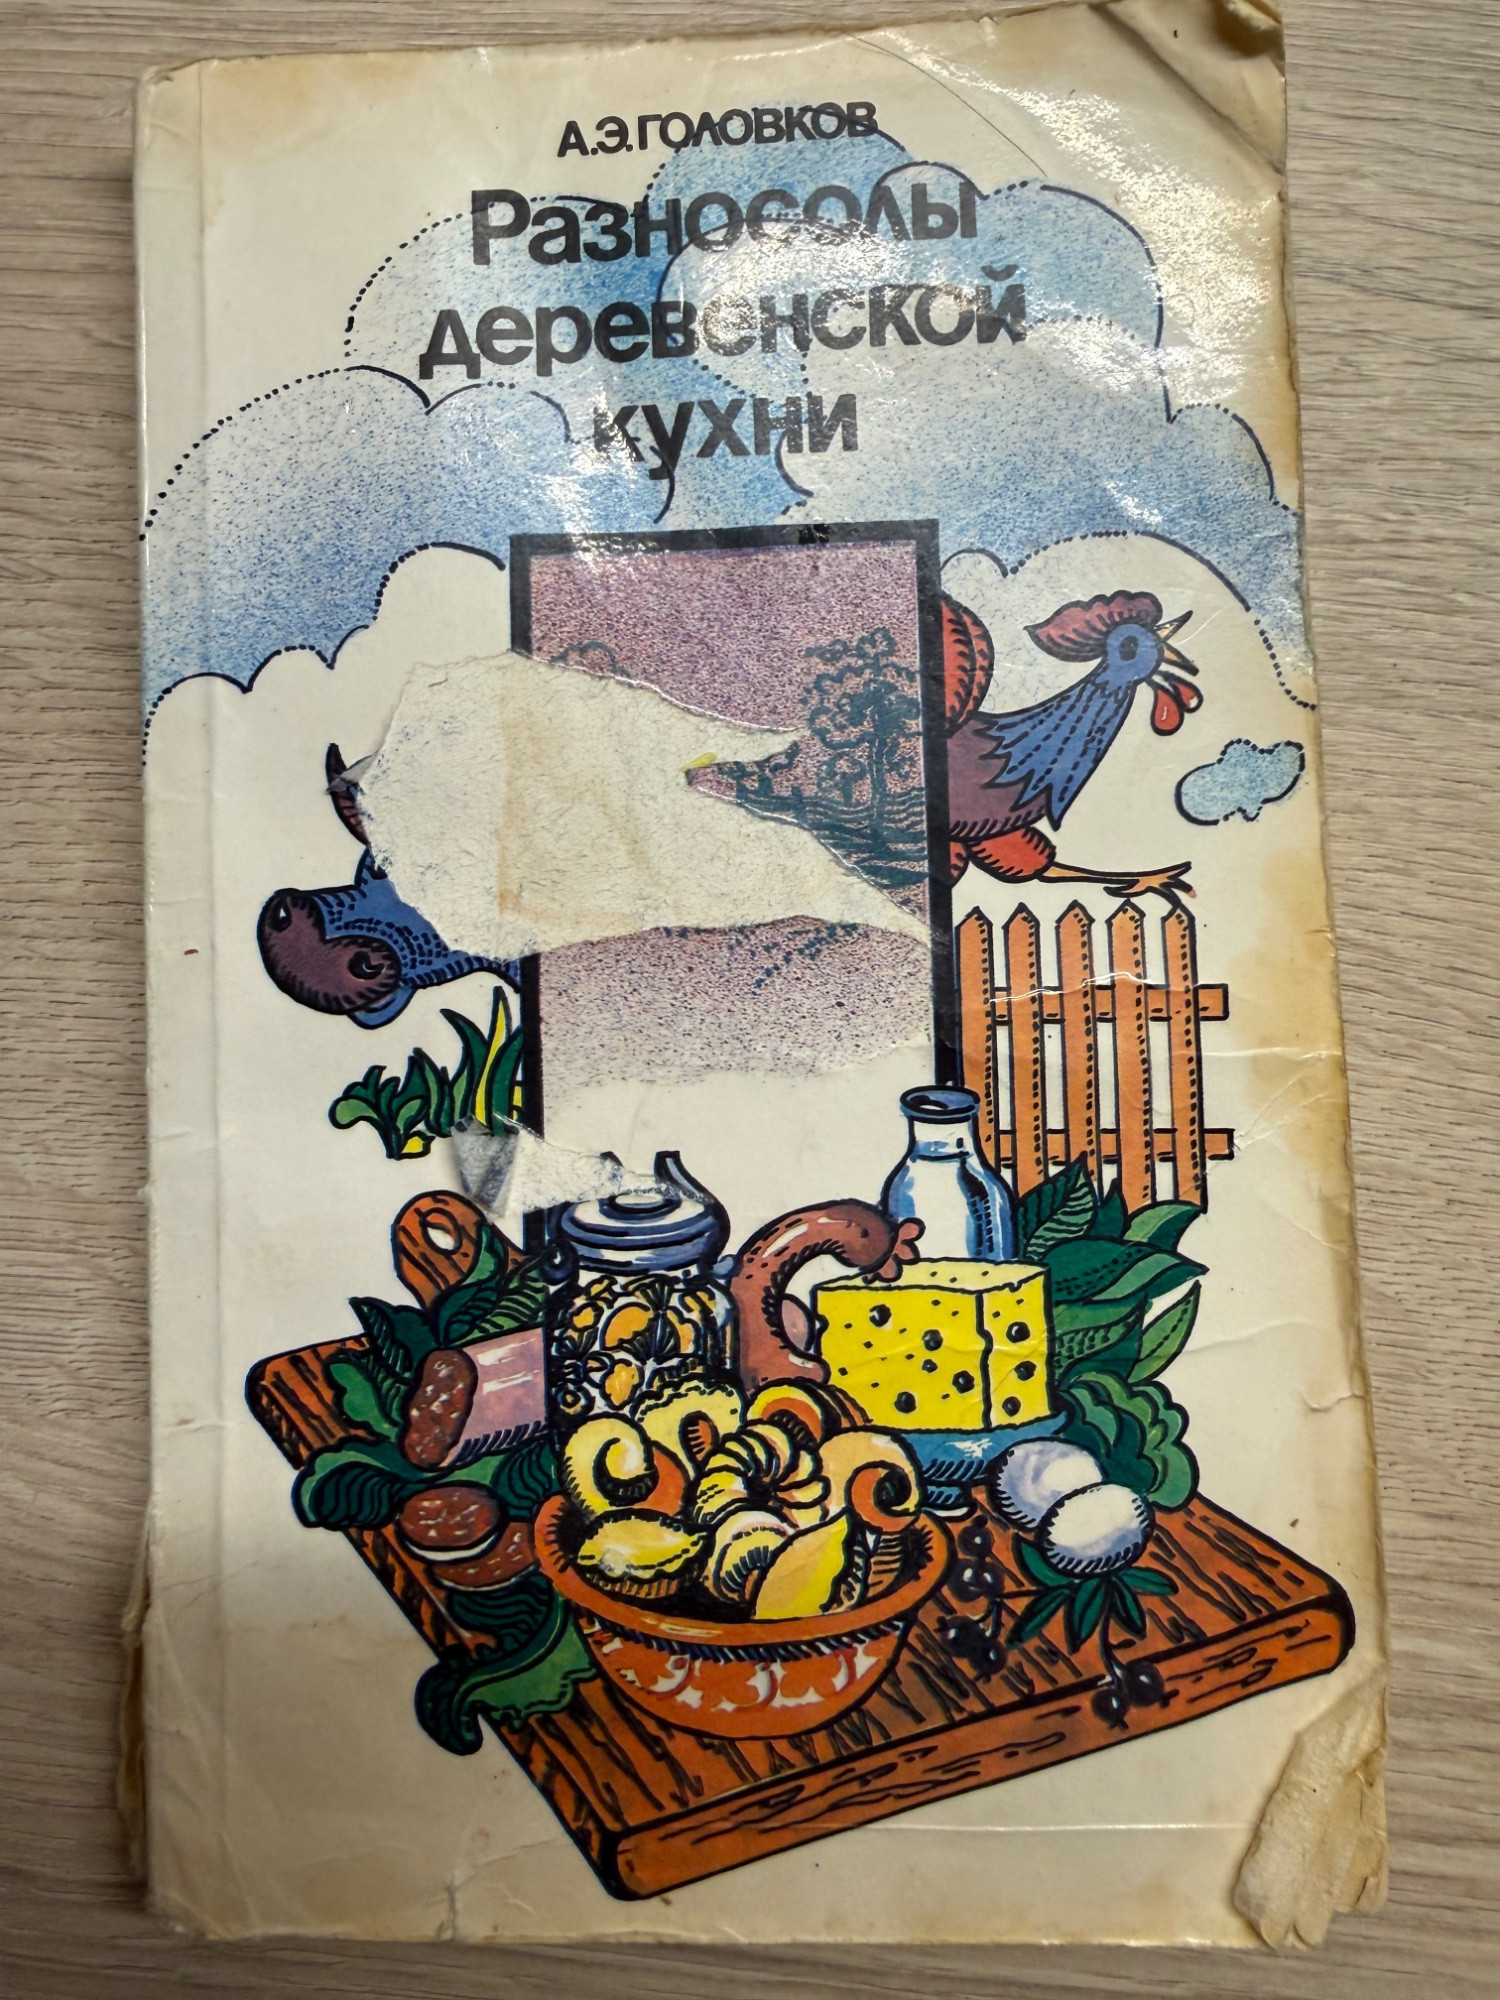 А.Э.ГОЛОВКОВ
Разносолы
деревенской
кухни